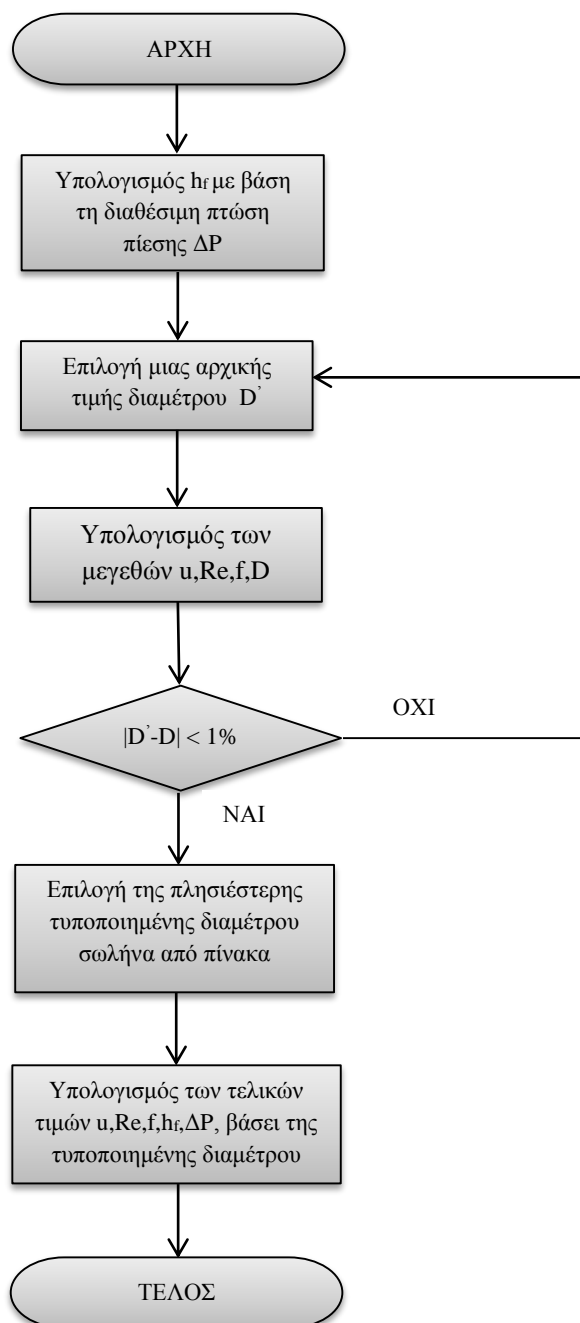 ΑΡΧΗ
Υπολογισμός hf με βάση
τη διαθέσιμη πτώση
πίεσης ΔP
Επιλογή μιας αρχικής
τιμής διαμέτρου D’
Υπολογισμός των
μεγεθών u,Re,f,D
|D’-D| < 1%
ΟΧΙ
ΝΑΙ
Επιλογή της πλησιέστερης
τυποποιημένης διαμέτρου
σωλήνα από πίνακα
Υπολογισμός των τελικών
τιμών u,Re,f,hf,ΔP, βάσει της
τυποποιημένης διαμέτρου
ΤΕΛΟΣ